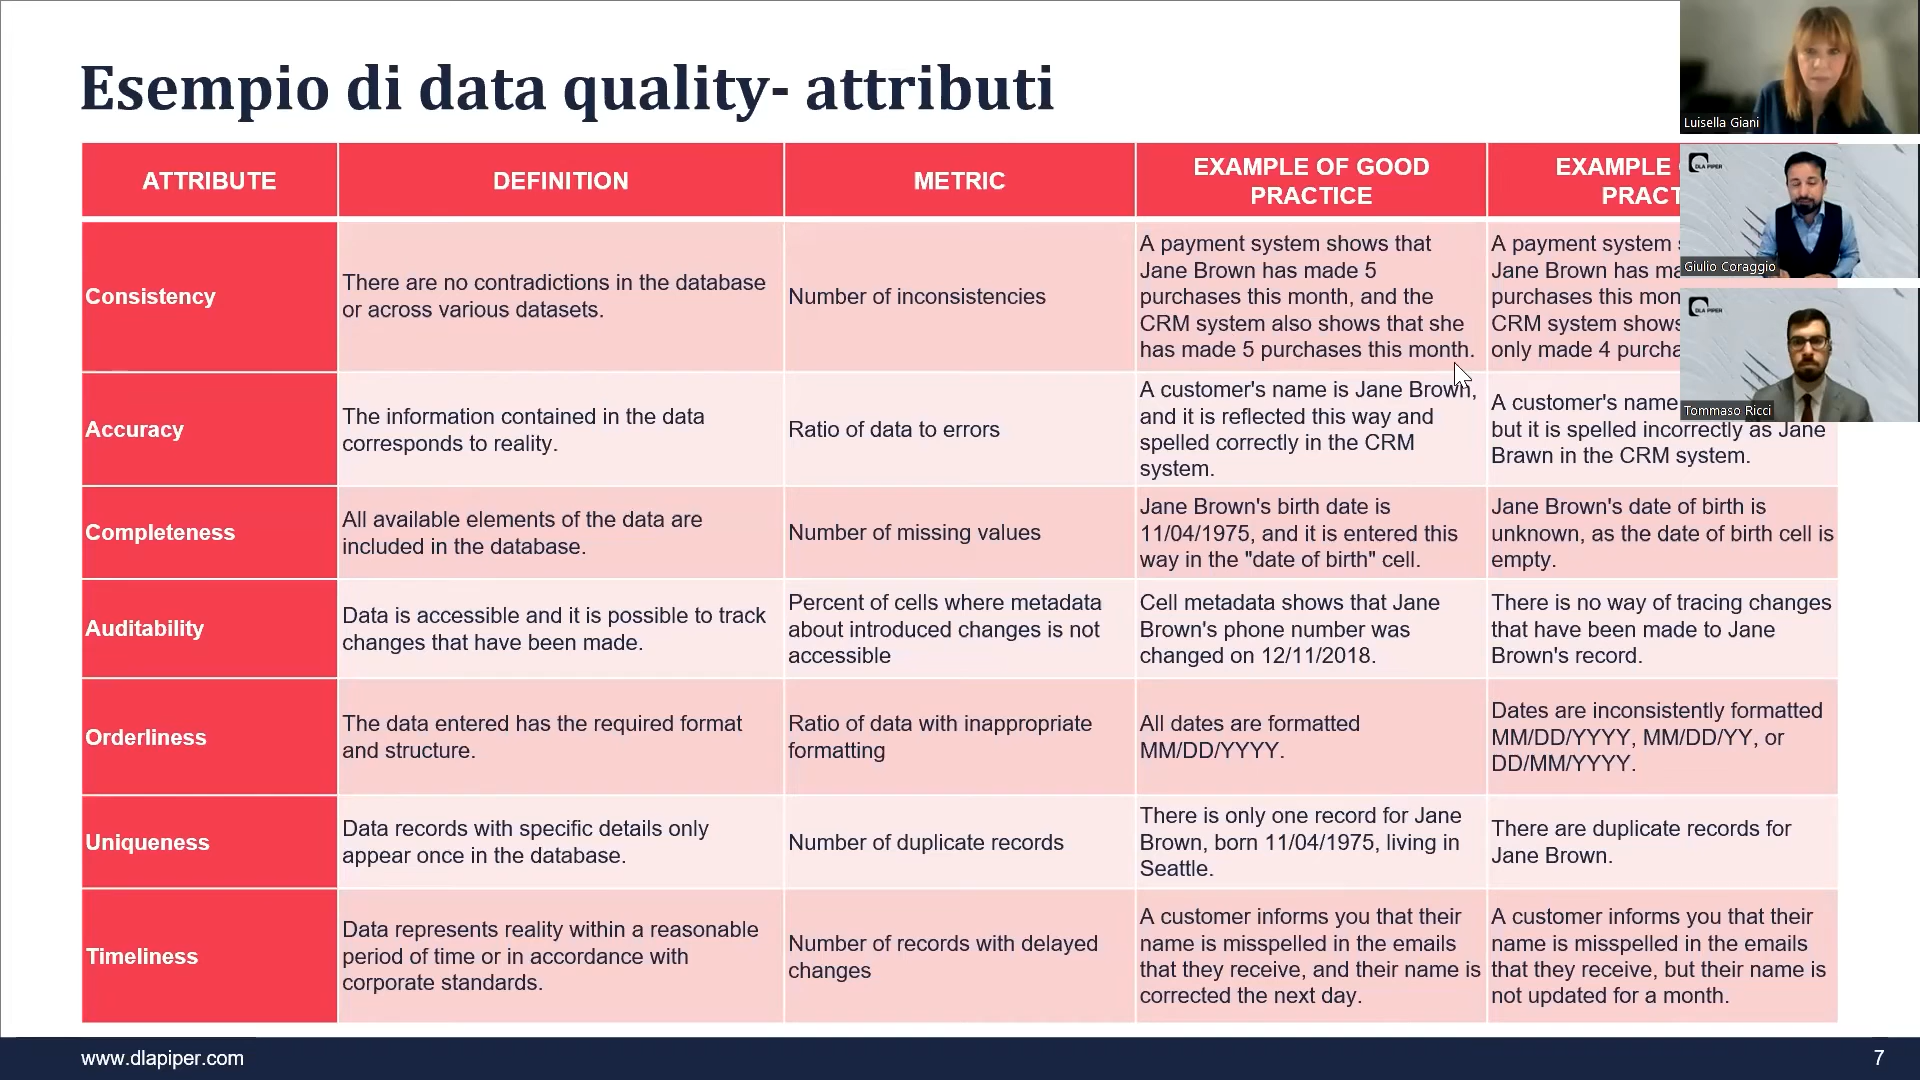 Esempio di data quality- attributi
ATTRIBUTE
DEFINITION
METRIC
EXAMPLE OF GOOD
PRACTICE
EXAMPLE
Consistency
There are no contradictions in the database
or across various datasets.
Number of inconsistencies
A payment system shows that
Jane Brown has made 5
purchases this month, and the
CRM system also shows that she
has made 5 purchases this month.
A payment system
Jane Brown has
purchases this
CRM system shows
only made 4
Accuracy
The information contained in the data
corresponds to reality.
Ratio of data to errors
A customer's name is Jane Brown,
and it is reflected this way and
spelled correctly in the CRM
system.
A customer's name
but it is spelled incorrectly as Jane
Brawn in the CRM system.
Completeness
All available elements of the data are
included in the database.
Number of missing values
Jane Brown's birth date is
11/04/1975, and it is entered this
way in the "date of birth" cell.
Jane Brown's date of birth is
unknown, as the date of birth cell is
empty.
Auditability
Data is accessible and it is possible to track
changes that have been made.
Percent of cells where metadata
about introduced changes is not
accessible
Cell metadata shows that Jane
Brown's phone number was
changed on 12/11/2018.
There is no way of tracing changes
that have been made to Jane
Brown's record.
Orderliness
The data entered has the required format
and structure.
Ratio of data with inappropriate
formatting
All dates are formatted
MM/DD/YYYY.
Dates are inconsistently formatted
MM/DD/YYYY, MM/DD/YY, or
DD/MM/YYYY.
Uniqueness
Data records with specific details only
appear once in the database.
Number of duplicate records
There is only one record for Jane
Brown, born 11/04/1975, living in
Seattle.
There are duplicate records for
Jane Brown.
Timeliness
Data represents reality within a reasonable
period of time or in accordance with
corporate standards.
Number of records with delayed
changes
A customer informs you that their
name is misspelled in the emails
that they receive, and their name is
corrected the next day.
A customer informs you that their
name is misspelled in the emails
that they receive, but their name is
not updated for a month.
Luisella Giani
DLA PIPER
Giulio Coraggio
DLA PIPER
Tommaso Ricci
www.dlapiper.com
7